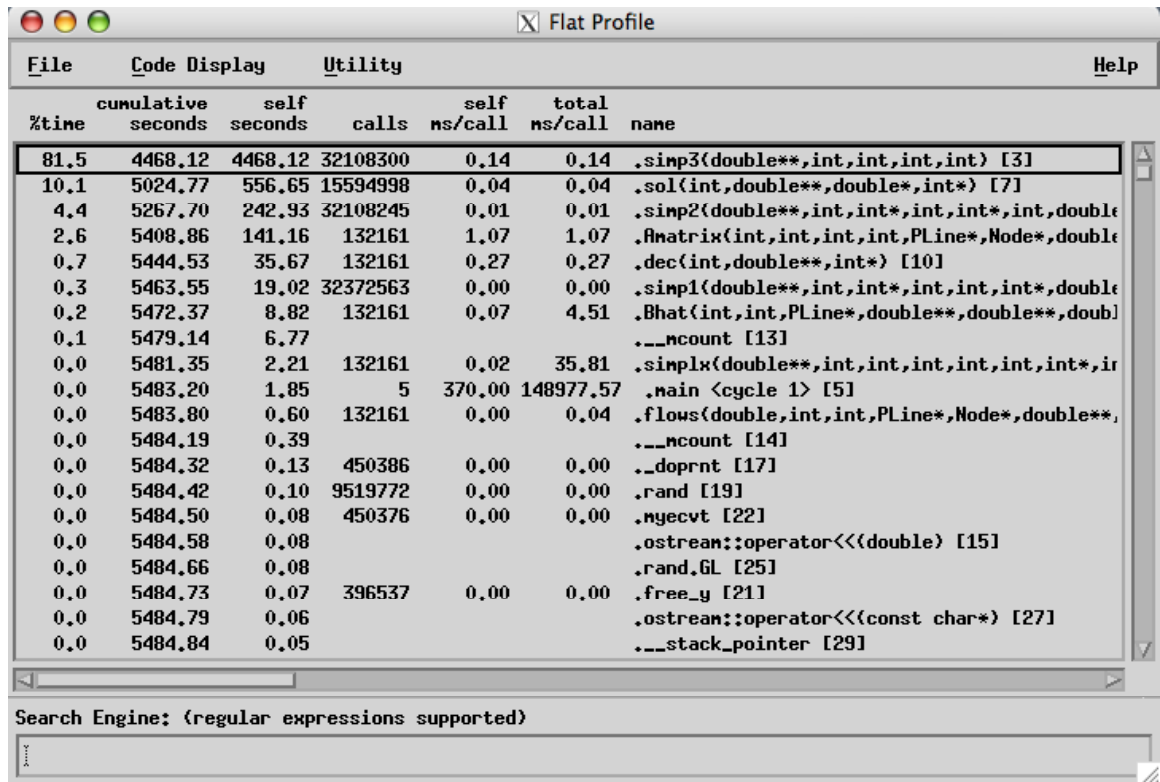 X Flat Profile
File Code Display Utility Help
cumulative self self total
%time seconds seconds calls ms/call ms/call name
81.5 4468.12 4468.12 32108300 0.14 0.14 .simp3(double**,int,int,int,int) [3]
10.1 5024.77 556.65 15594998 0.04 0.04 .sol(int,double**,double*,int*) [7]
4.4 5267.70 242.93 32108245 0.01 0.01 .simp2(double**,int,int*,int,int*,int,double
2.6 5408.86 141.16 132161 1.07 1.07 .Amatrix(int,int,int,int,PLine*,Node*,double
0.7 5444.53 35.67 132161 0.27 0.27 .dec(int,double**,int*) [10]
0.3 5463.55 19.02 32372563 0.00 0.00 .simp1(double**,int,int*,int,int,int*,double
0.2 5472.37 8.82 132161 0.07 4.51 .Bhat(int,int,PLine*,double**,double**,doubl
0.1 5479.14 6.77 .__mcount [13]
0.0 5481.35 2.21 132161 0.02 35.81 .simplx(double**,int,int,int,int,int,int*,in
0.0 5483.20 1.85 5 370.00 148977.57 .main <cycle 1> [5]
0.0 5483.80 0.60 132161 0.00 0.04 .flows(double,int,int,PLine*,Node*,double**,
0.0 5484.19 0.39 .__mcount [14]
0.0 5484.32 0.13 450386 0.00 0.00 ._doprnt [17]
0.0 5484.42 0.10 9519772 0.00 0.00 .rand [19]
0.0 5484.50 0.08 450376 0.00 0.00 .myecvt [22]
0.0 5484.58 0.08 .ostream::operator<<(double) [15]
0.0 5484.66 0.08 .rand.GL [25]
0.0 5484.73 0.07 396537 0.00 0.00 .free_y [21]
0.0 5484.79 0.06 .ostream::operator<<(const char*) [27]
0.0 5484.84 0.05 .__stack_pointer [29]
Search Engine: (regular expressions supported)